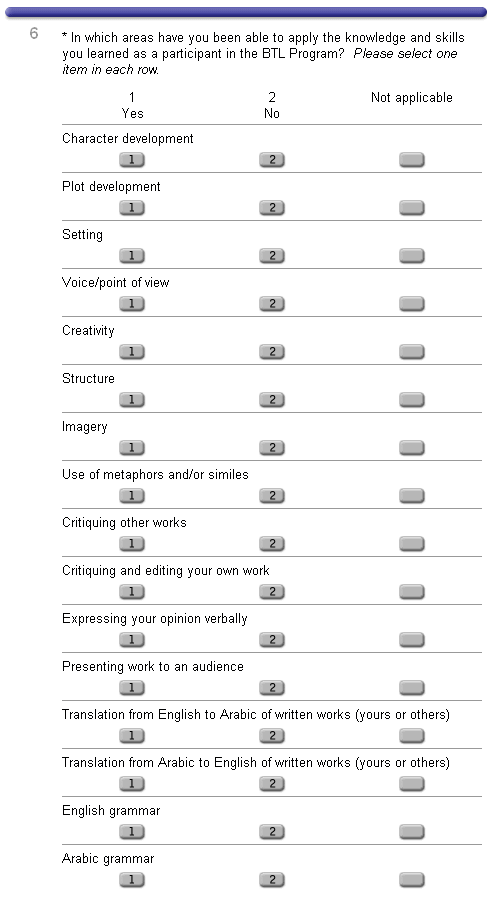 6
* In which areas have you been able to apply the knowledge and skills
you learned as a participant in the BTL Program? Please select one
item in each row.
1 2 Not applicable
Yes No
Character development
1 2
Plot development
1 2
Setting
1 2
Voice/point of view
1 2
Creativity
1 2
Structure
1 2
Imagery
1 2
Use of metaphors and/or similes
1 2
Critiquing other works
1 2
Critiquing and editing your own work
1 2
Expressing your opinion verbally
1 2
Presenting work to an audience
1 2
Translation from English to Arabic of written works (yours or others)
1 2
Translation from Arabic to English of written works (yours or others)
1 2
English grammar
1 2
Arabic grammar
1 2